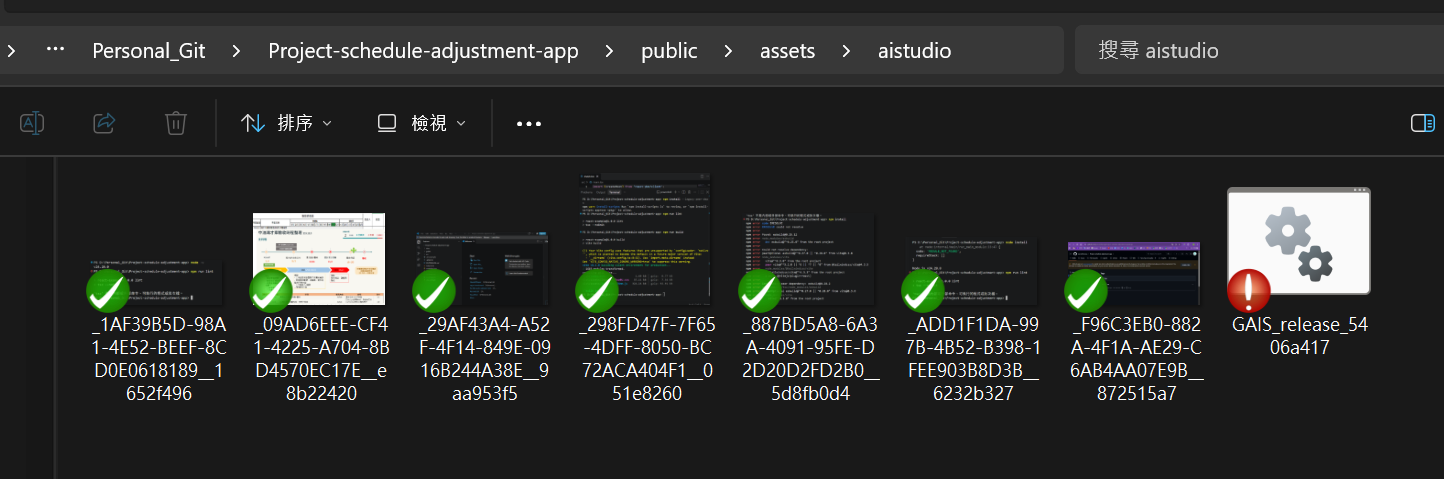 Personal_Git > Project-schedule-adjustment-app > public > assets > aistudio
搜尋 aistudio
排序
檢視
_1AF39B5D-98A
1-4E52-BEEF-8C
D0E0618189__1
652f496
_09AD6EEE-CF4
1-4225-A704-8B
D4570EC17E__e
8b22420
_29AF43A4-A52
F-4F14-849E-09
16B244A38E__9
aa953f5
_298FD47F-7F65
-4DFF-8050-BC
72ACA404F1__0
51e8260
_887BD5A8-6A3
A-4091-95FE-D
2D20D2FD2B0__
5d8fb0d4
_ADD1F1DA-99
7B-4B52-B398-1
FEE903B8D3B__
6232b327
_F96C3EB0-882
A-4F1A-AE29-C
6AB4AA07E9B__
872515a7
GAIS_release_54
06a417